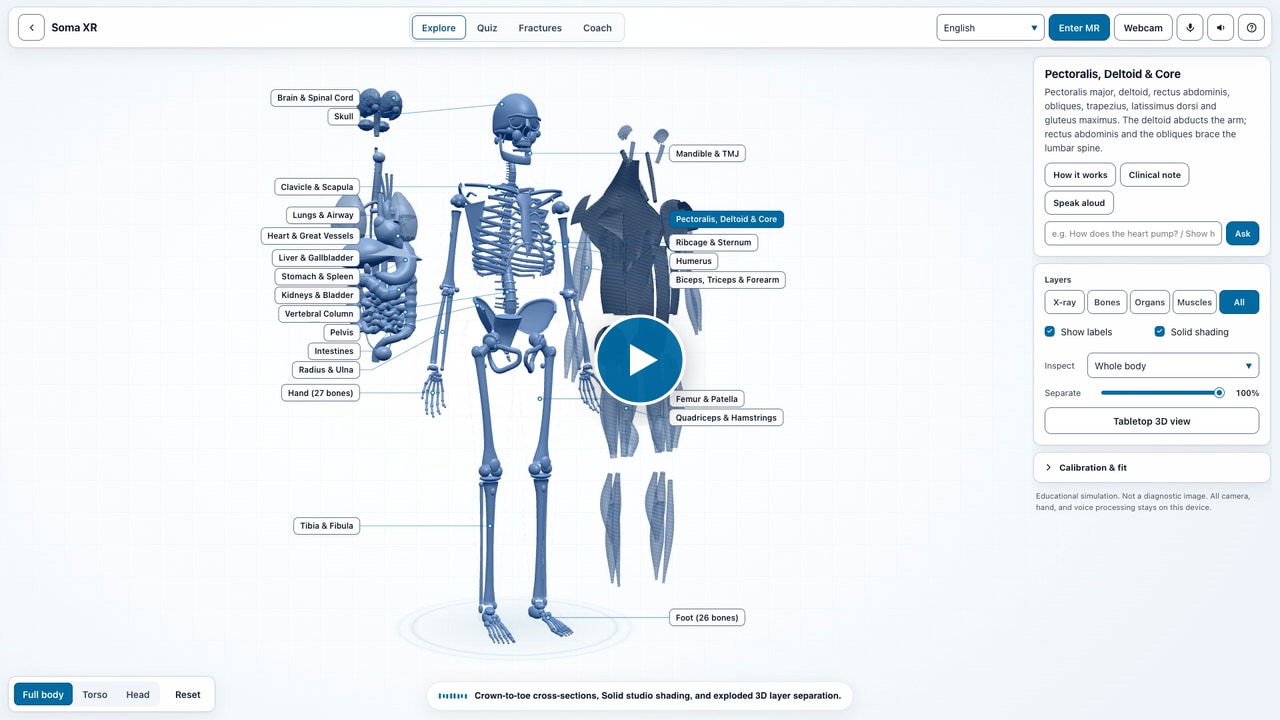 Soma XR
Explore
Quiz
Fractures
Coach
English
Enter MR
Webcam
Brain & Spinal Cord
Skull
Clavicle & Scapula
Lungs & Airway
Heart & Great Vessels
Liver & Gallbladder
Stomach & Spleen
Kidneys & Bladder
Vertebral Column
Pelvis
Intestines
Radius & Ulna
Hand (27 bones)
Tibia & Fibula
Mandible & TMJ
Pectoralis, Deltoid & Core
Ribcage & Sternum
Humerus
Biceps, Triceps & Forearm
Femur & Patella
Quadriceps & Hamstrings
Foot (26 bones)
Pectoralis, Deltoid & Core
Pectoralis major, deltoid, rectus abdominis,
obliques, trapezius, latissimus dorsi and
gluteus maximus. The deltoid abducts the arm;
rectus abdominis and the obliques brace the
lumbar spine.
How it works
Clinical note
Speak aloud
e.g. How does the heart pump? / Show h
Ask
Layers
X-ray
Bones
Organs
Muscles
All
Show labels
Solid shading
Inspect
Whole body
Separate
100%
Tabletop 3D view
Calibration & fit
Educational simulation. Not a diagnostic image. All camera,
hand, and voice processing stays on this device.
Full body
Torso
Head
Reset
Crown-to-toe cross-sections, Solid studio shading, and exploded 3D layer separation.